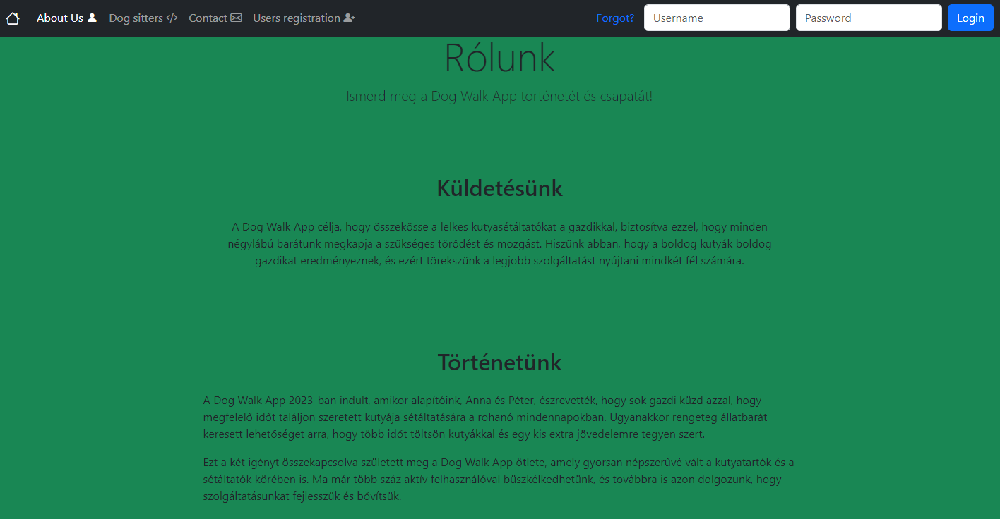 About Us Dog sitters Contact Users registration Forgot? Username Password Login
Rólunk
Ismerd meg a Dog Walk App történetét és csapatát!
Küldetésünk
A Dog Walk App célja, hogy összekösse a lelkes kutyasétáltatókat a gazdikkal, biztosítva ezzel, hogy minden
négylábú barátunk megkapja a szükséges törődést és mozgást. Hiszünk abban, hogy a boldog kutyák boldog
gazdikat eredményeznek, és ezért törekszünk a legjobb szolgáltatást nyújtani mindkét fél számára.
Történetünk
A Dog Walk App 2023-ban indult, amikor alapítóink, Anna és Péter, észrevették, hogy sok gazdi küzd azzal, hogy
megfelelő időt találjon szeretett kutyája sétáltatására a rohanó mindennapokban. Ugyanakkor rengeteg állatbarát
keresett lehetőséget arra, hogy több időt töltsön kutyákkal és egy kis extra jövedelemre tegyen szert.
Ezt a két igényt összekapcsolva született meg a Dog Walk App ötlete, amely gyorsan népszerűvé vált a kutyatartók és a
sétáltatók körében is. Ma már több száz aktív felhasználóval büszkélkedhetünk, és továbbra is azon dolgozunk, hogy
szolgáltatásunkat fejlesszük és bővítsük.